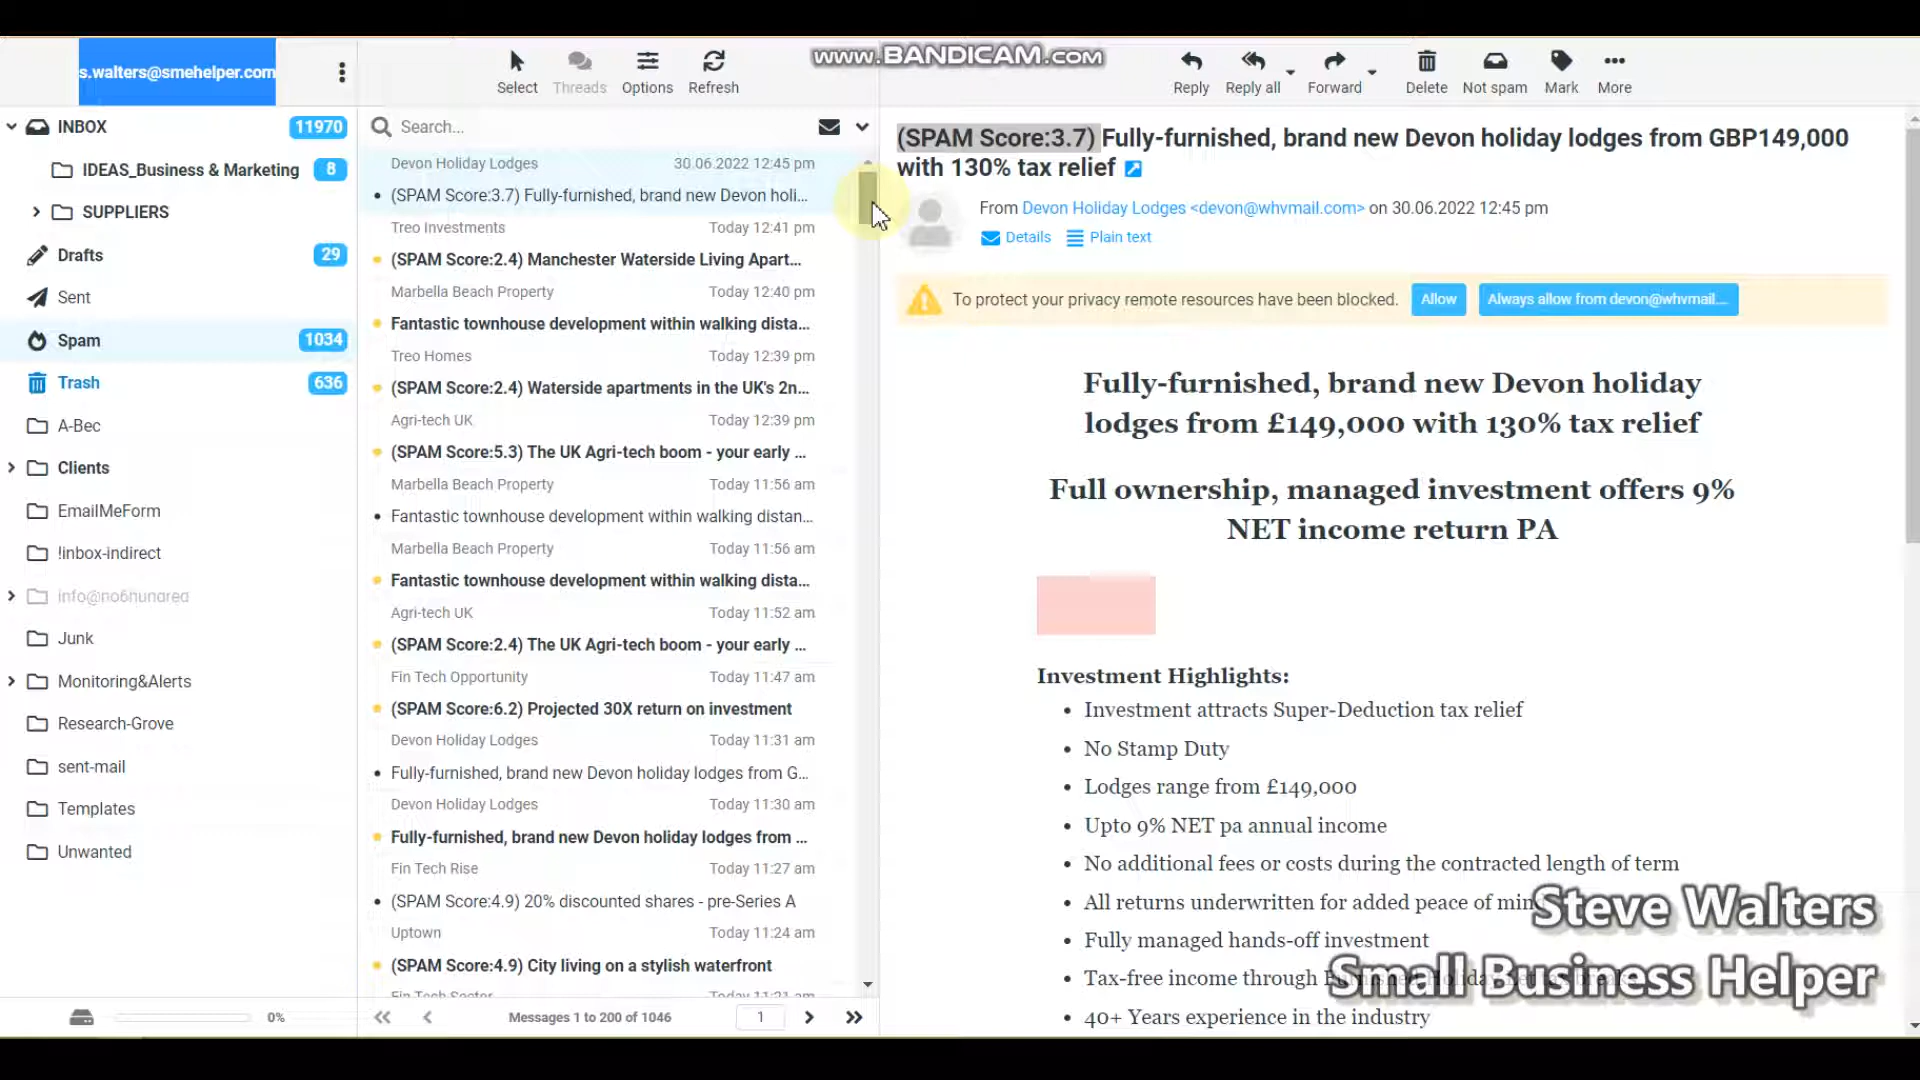 www.BANDICAM.com
s.walters@smehelper.com
Select
Threads
Options
Refresh
Reply
Reply all
Forward
Delete
Not spam
Mark
More
INBOX 11970
IDEAS_Business & Marketing 8
SUPPLIERS
Drafts 29
Sent
Spam 1034
Trash 636
A-Bec
Clients
EmailMeForm
!inbox-indirect
Junk
Monitoring&Alerts
Research-Grove
sent-mail
Templates
Unwanted
0%
Search...
Devon Holiday Lodges 30.06.2022 12:45 pm
(SPAM Score:3.7) Fully-furnished, brand new Devon holi...
Treo Investments Today 12:41 pm
(SPAM Score:2.4) Manchester Waterside Living Apart...
Marbella Beach Property Today 12:40 pm
Fantastic townhouse development within walking dista...
Treo Homes Today 12:39 pm
(SPAM Score:2.4) Waterside apartments in the UK's 2n...
Agri-tech UK Today 12:39 pm
(SPAM Score:5.3) The UK Agri-tech boom - your early ...
Marbella Beach Property Today 11:56 am
Fantastic townhouse development within walking distan...
Marbella Beach Property Today 11:56 am
Fantastic townhouse development within walking dista...
Agri-tech UK Today 11:52 am
(SPAM Score:2.4) The UK Agri-tech boom - your early ...
Fin Tech Opportunity Today 11:47 am
(SPAM Score:6.2) Projected 30X return on investment
Devon Holiday Lodges Today 11:31 am
Fully-furnished, brand new Devon holiday lodges from G...
Devon Holiday Lodges Today 11:30 am
Fully-furnished, brand new Devon holiday lodges from ...
Fin Tech Rise Today 11:27 am
(SPAM Score:4.9) 20% discounted shares - pre-Series A
Uptown Today 11:24 am
(SPAM Score:4.9) City living on a stylish waterfront
Fin Tech Sector Today 11:21 am
Messages 1 to 200 of 1046
1
(SPAM Score:3.7) Fully-furnished, brand new Devon holiday lodges from GBP149,000
with 130% tax relief
From Devon Holiday Lodges <devon@whvmail.com> on 30.06.2022 12:45 pm
Details Plain text
To protect your privacy remote resources have been blocked. Allow Always allow from devon@whvmail...
Fully-furnished, brand new Devon holiday
lodges from £149,000 with 130% tax relief
Full ownership, managed investment offers 9%
NET income return PA
Investment Highlights:
• Investment attracts Super-Deduction tax relief
• No Stamp Duty
• Lodges range from £149,000
• Upto 9% NET pa annual income
• No additional fees or costs during the contracted length of term
• All returns underwritten for added peace of mind
• Fully managed hands-off investment
• Tax-free income through Furnished Holiday Let tax breaks
• 40+ Years experience in the industry
Steve Walters
Small Business Helper